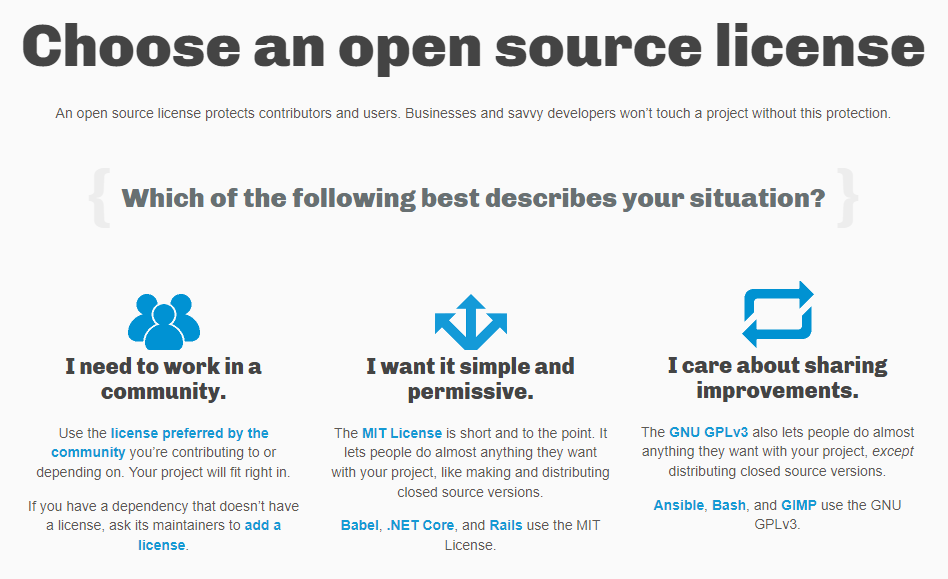 Choose an open source license
An open source license protects contributors and users. Businesses and savvy developers won’t touch a project without this protection.
{ Which of the following best describes your situation? }
I need to work in a
community.
Use the license preferred by the
community you’re contributing to or
depending on. Your project will fit right in.
If you have a dependency that doesn’t have
a license, ask its maintainers to add a
license.
I want it simple and
permissive.
The MIT License is short and to the point. It
lets people do almost anything they want
with your project, like making and distributing
closed source versions.
Babel, .NET Core, and Rails use the MIT
License.
I care about sharing
improvements.
The GNU GPLv3 also lets people do almost
anything they want with your project, except
distributing closed source versions.
Ansible, Bash, and GIMP use the GNU
GPLv3.